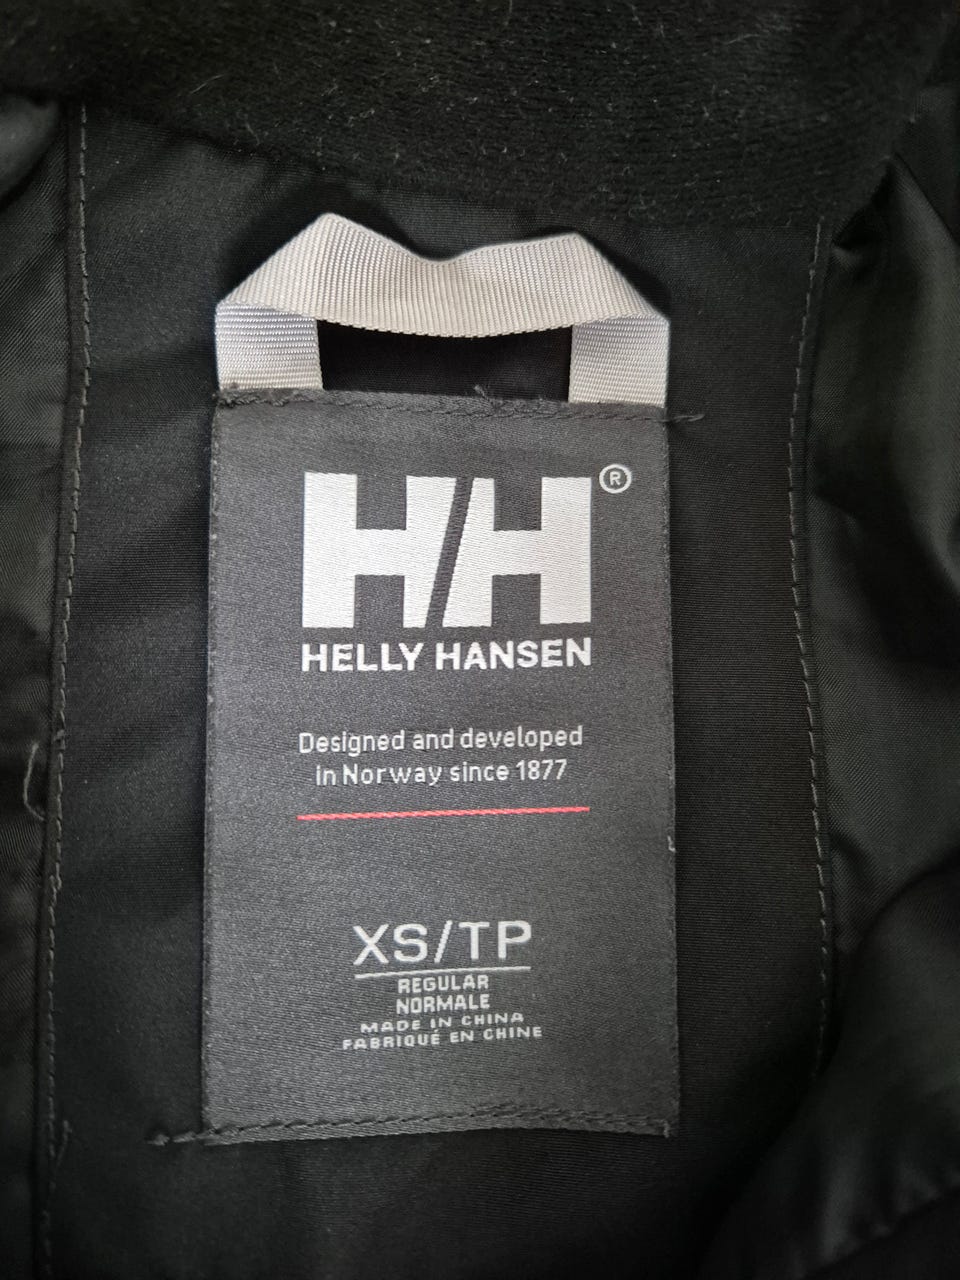 HH®
HELLY HANSEN
Designed and developed
in Norway since 1877
XS/TP
REGULAR
NORMALE
MADE IN CHINA
FABRIQUÉ EN CHINE